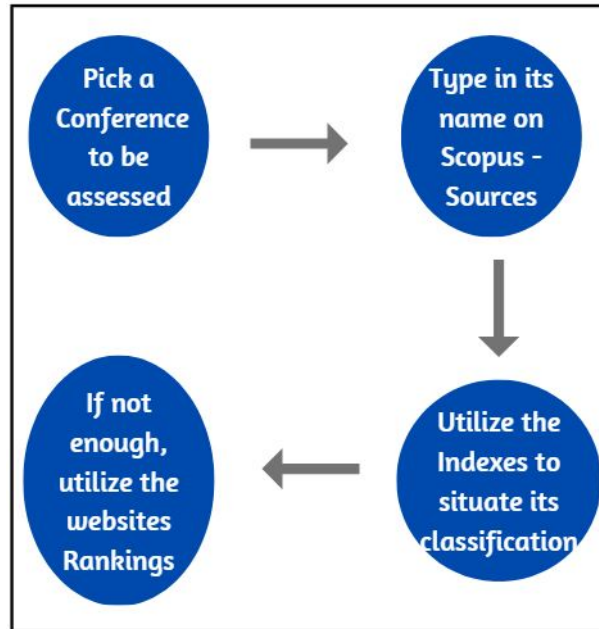 Pick a
Conference
to be
assessed
Type in its
name on
Scopus -
Sources
Utilize the
Indexes to
situate its
classification
If not
enough,
utilize the
websites
Rankings